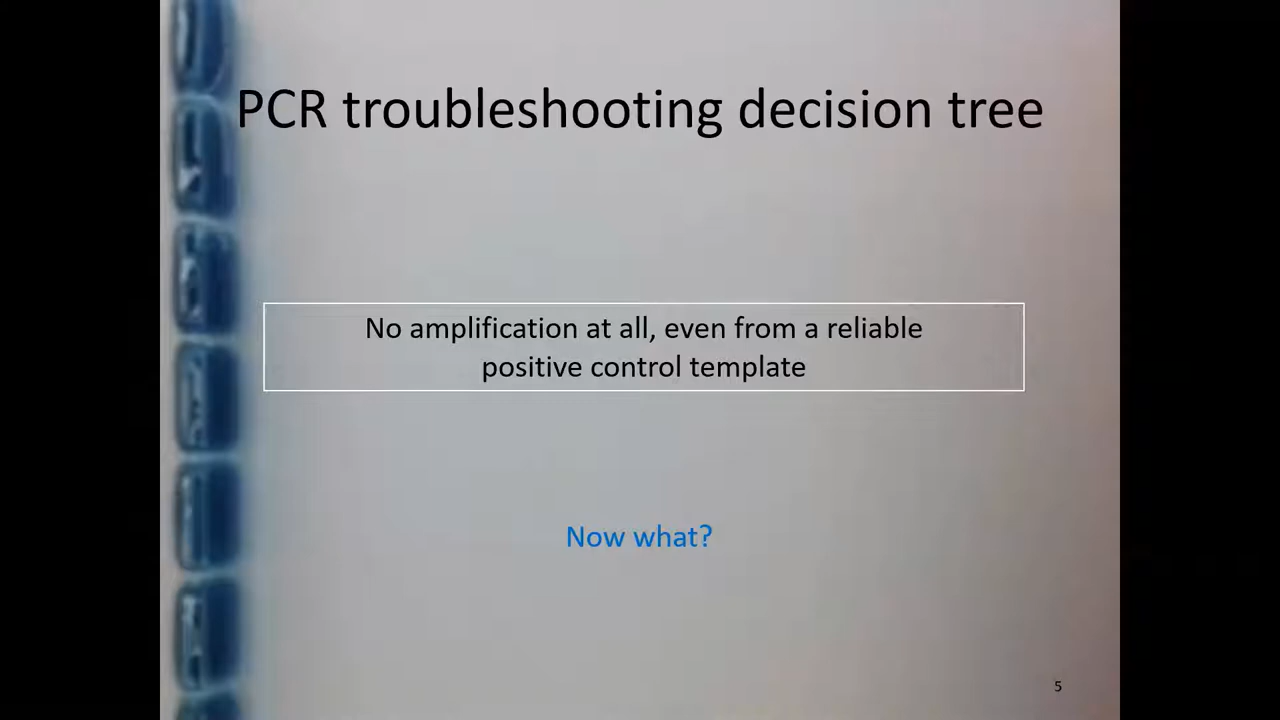 PCR troubleshooting decision tree
No amplification at all, even from a reliable
positive control template
Now what?
5